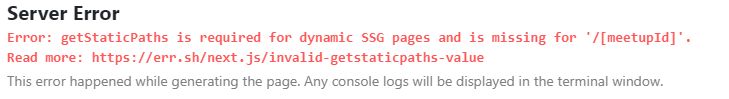 Server Error
Error: getStaticPaths is required for dynamic SSG pages and is missing for '/[meetupId]'.
Read more: https://err.sh/next.js/invalid-getstaticpaths-value
This error happened while generating the page. Any console logs will be displayed in the terminal window.